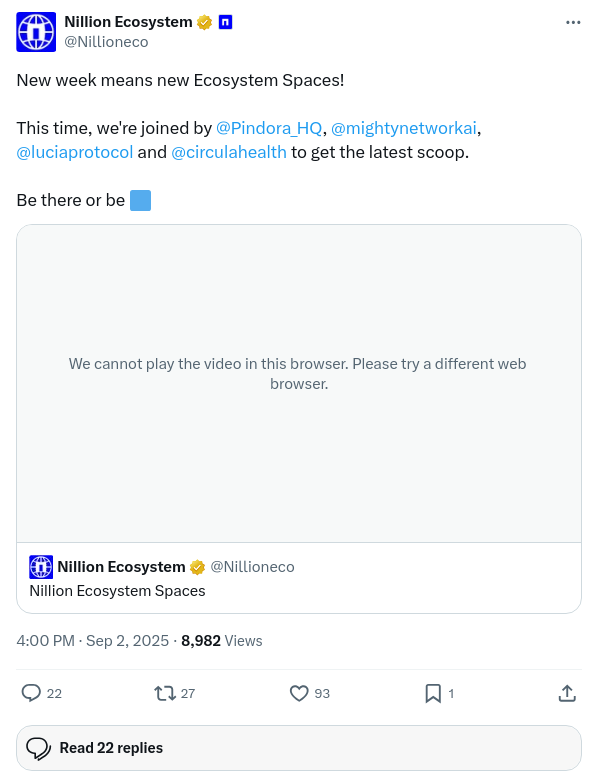 Nillion Ecosystem
@Nillioneco
New week means new Ecosystem Spaces!
This time, we're joined by @Pindora_HQ, @mightynetworkai,
@luciaprotocol and @circulahealth to get the latest scoop.
Be there or be 🟦
We cannot play the video in this browser. Please try a different web
browser.
Nillion Ecosystem @Nillioneco
Nillion Ecosystem Spaces
4:00 PM · Sep 2, 2025 · 8,982 Views
22 27 93 1
Read 22 replies